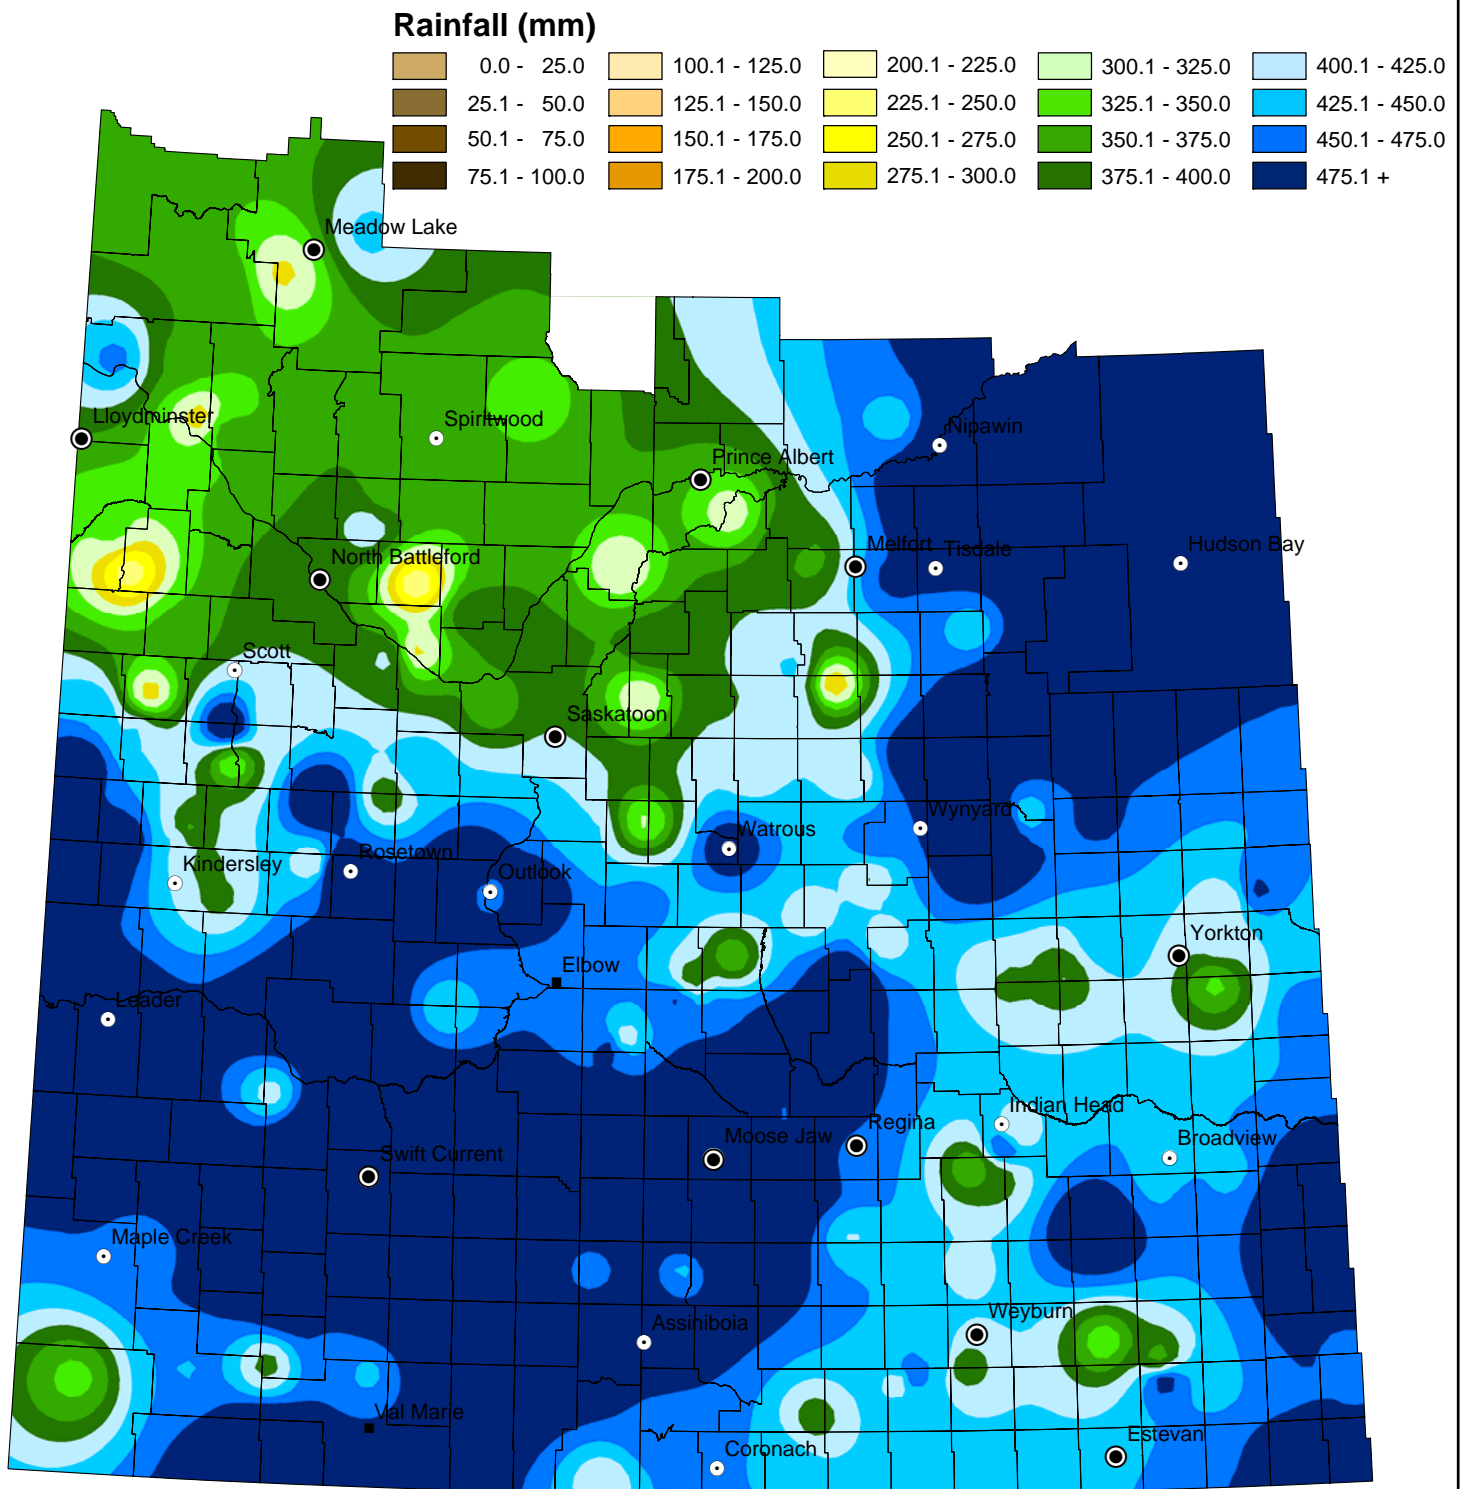 Rainfall (mm)
0.0 - 25.0
25.1 - 50.0
50.1 - 75.0
75.1 - 100.0
100.1 - 125.0
125.1 - 150.0
150.1 - 175.0
175.1 - 200.0
200.1 - 225.0
225.1 - 250.0
250.1 - 275.0
275.1 - 300.0
300.1 - 325.0
325.1 - 350.0
350.1 - 375.0
375.1 - 400.0
400.1 - 425.0
425.1 - 450.0
450.1 - 475.0
475.1 +
Meadow Lake
Lloydminster
Spiritwood
Nipawin
Prince Albert
North Battleford
Melfort
Tisdale
Hudson Bay
Scott
Saskatoon
Wynyard
Watrous
Rosetown
Kindersley
Outlook
Yorkton
Elbow
Leader
Indian Head
Regina
Moose Jaw
Broadview
Swift Current
Maple Creek
Weyburn
Assiniboia
Val Marie
Estevan
Coronach